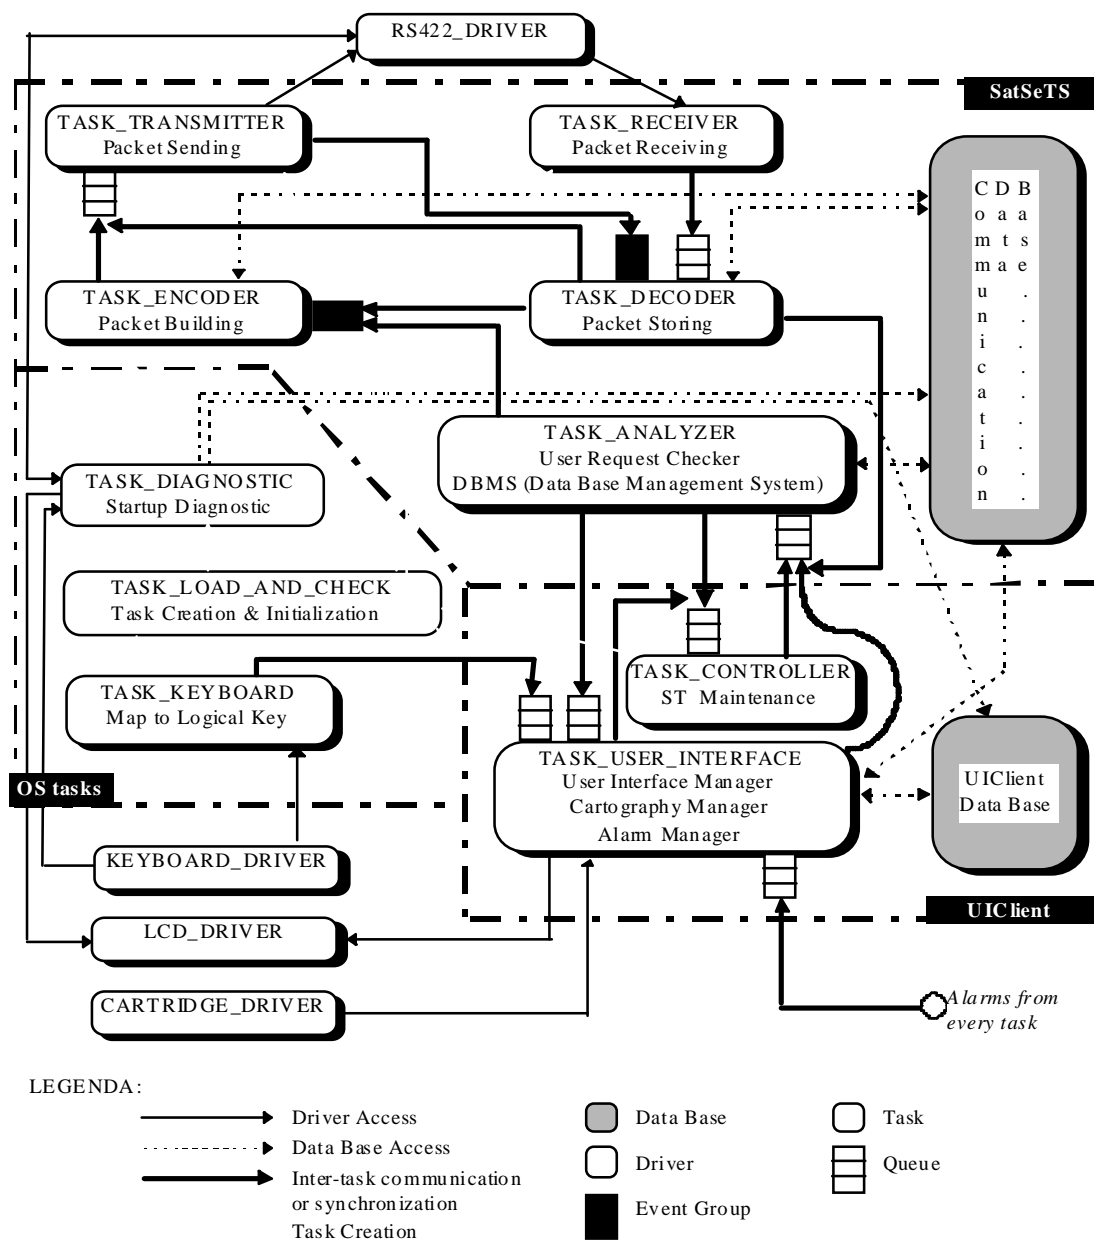 RS422_DRIVER
SatSeTS
TASK_TRANSMITTER
Packet Sending
TASK_RECEIVER
Packet Receiving
Communication
Data
Base
TASK_ENCODER
Packet Building
TASK_DECODER
Packet Storing
TASK_ANALYZER
User Request Checker
DBMS (Data Base Management System)
TASK_DIAGNOSTIC
Startup Diagnostic
TASK_LOAD_AND_CHECK
Task Creation & Initialization
TASK_CONTROLLER
ST Maintenance
TASK_KEYBOARD
Map to Logical Key
TASK_USER_INTERFACE
User Interface Manager
Cartography Manager
Alarm Manager
UIClient
Data Base
OS tasks
KEYBOARD_DRIVER
UIClient
LCD_DRIVER
CARTRIDGE_DRIVER
Alarms from
every task
LEGENDA:
Driver Access
Data Base Access
Inter-task communication
or synchronization
Task Creation
Data Base
Driver
Event Group
Task
Queue